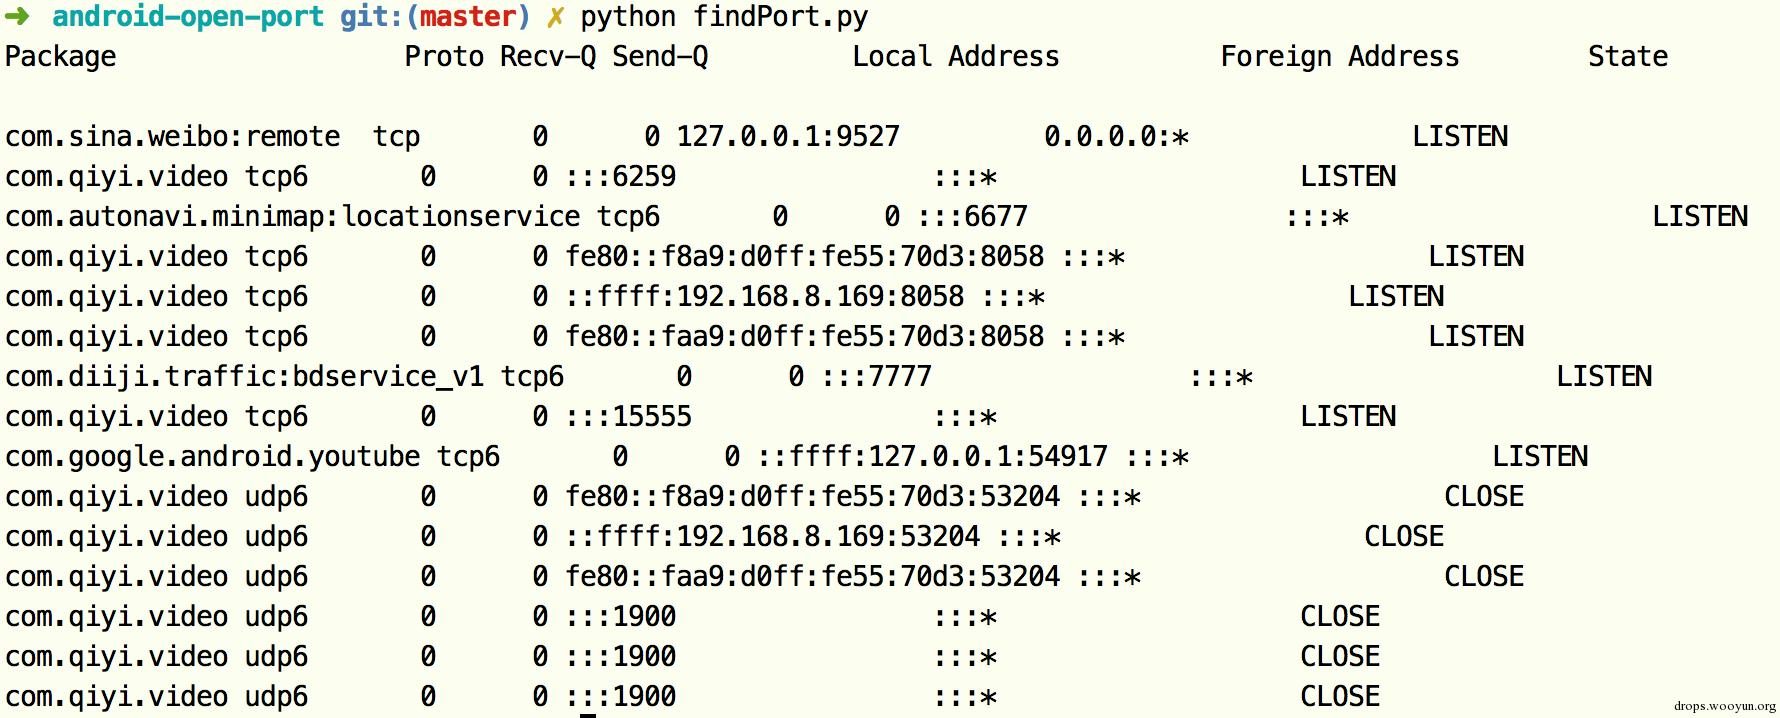 ➜ android-open-port git:(master) ✗ python findPort.py
Package Proto Recv-Q Send-Q Local Address Foreign Address State
com.sina.weibo:remote tcp 0 0 127.0.0.1:9527 0.0.0.0:* LISTEN
com.qiyi.video tcp6 0 0 :::6259 :::* LISTEN
com.autonavi.minimap:locationservice tcp6 0 0 :::6677 :::* LISTEN
com.qiyi.video tcp6 0 0 fe80::f8a9:d0ff:fe55:70d3:8058 :::* LISTEN
com.qiyi.video tcp6 0 0 ::ffff:192.168.8.169:8058 :::* LISTEN
com.qiyi.video tcp6 0 0 fe80::faa9:d0ff:fe55:70d3:8058 :::* LISTEN
com.diiji.traffic:bdservice_v1 tcp6 0 0 :::7777 :::* LISTEN
com.qiyi.video tcp6 0 0 :::15555 :::* LISTEN
com.google.android.youtube tcp6 0 0 ::ffff:127.0.0.1:54917 :::* LISTEN
com.qiyi.video udp6 0 0 fe80::f8a9:d0ff:fe55:70d3:53204 :::* CLOSE
com.qiyi.video udp6 0 0 ::ffff:192.168.8.169:53204 :::* CLOSE
com.qiyi.video udp6 0 0 fe80::faa9:d0ff:fe55:70d3:53204 :::* CLOSE
com.qiyi.video udp6 0 0 :::1900 :::* CLOSE
com.qiyi.video udp6 0 0 :::1900 :::* CLOSE
com.qiyi.video udp6 0 0 :::1900 :::* CLOSE
drops.wooyun.org